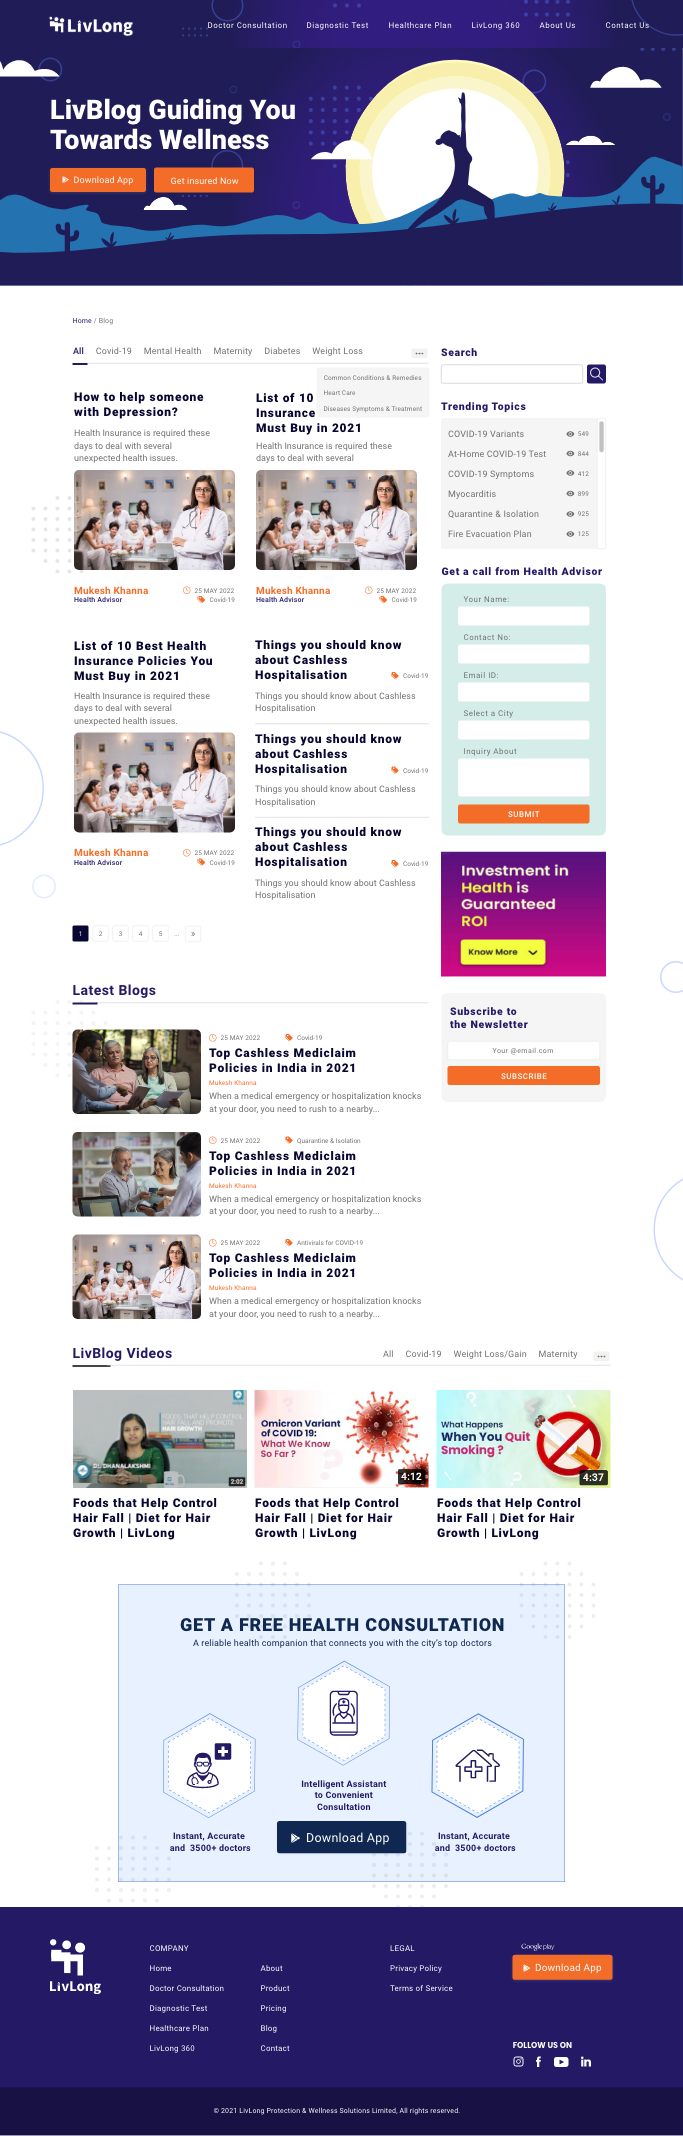 LivLong
Doctor Consultation
Diagnostic Test
Healthcare Plan
LivLong 360
About Us
Contact Us
LivBlog Guiding You
Towards Wellness
Download App
Get insured Now
Home / Blog
All
Covid-19
Mental Health
Maternity
Diabetes
Weight Loss
Common Conditions & Remedies
Heart Care
Diseases Symptoms & Treatment
How to help someone
with Depression?
Health Insurance is required these
days to deal with several
unexpected health issues.
Mukesh Khanna
25 MAY 2022
Health Advisor
Covid-19
List of 10
Insurance
Must Buy in 2021
Health Insurance is required these
days to deal with several
Mukesh Khanna
25 MAY 2022
Health Advisor
Covid-19
List of 10 Best Health
Insurance Policies You
Must Buy in 2021
Health Insurance is required these
days to deal with several
unexpected health issues.
Mukesh Khanna
25 MAY 2022
Health Advisor
Covid-19
Things you should know
about Cashless
Hospitalisation
Covid-19
Things you should know about Cashless
Hospitalisation
Things you should know
about Cashless
Hospitalisation
Covid-19
Things you should know about Cashless
Hospitalisation
Things you should know
about Cashless
Hospitalisation
Covid-19
Things you should know about Cashless
Hospitalisation
1 2 3 4 5 ... »
Search
Trending Topics
COVID-19 Variants 549
At-Home COVID-19 Test 844
COVID-19 Symptoms 412
Myocarditis 899
Quarantine & Isolation 925
Fire Evacuation Plan 125
Get a call from Health Advisor
Your Name:
Contact No:
Email ID:
Select a City
Inquiry About
SUBMIT
Investment in
Health is
Guaranteed
ROI
Know More
Subscribe to
the Newsletter
Your @email.com
SUBSCRIBE
Latest Blogs
25 MAY 2022
Covid-19
Top Cashless Mediclaim
Policies in India in 2021
Mukesh Khanna
When a medical emergency or hospitalization knocks
at your door, you need to rush to a nearby...
25 MAY 2022
Quarantine & Isolation
Top Cashless Mediclaim
Policies in India in 2021
Mukesh Khanna
When a medical emergency or hospitalization knocks
at your door, you need to rush to a nearby...
25 MAY 2022
Antivirals for COVID-19
Top Cashless Mediclaim
Policies in India in 2021
Mukesh Khanna
When a medical emergency or hospitalization knocks
at your door, you need to rush to a nearby...
LivBlog Videos
All
Covid-19
Weight Loss/Gain
Maternity
FOODS THAT HELP CONTROL
HAIR FALL AND PROMOTE
HAIR GROWTH
DHANALAKSHMI
2:02
Foods that Help Control
Hair Fall | Diet for Hair
Growth | LivLong
Omicron Variant
of COVID 19:
What We Know
So Far ?
4:12
Foods that Help Control
Hair Fall | Diet for Hair
Growth | LivLong
What Happens
When You Quit
Smoking ?
4:37
Foods that Help Control
Hair Fall | Diet for Hair
Growth | LivLong
GET A FREE HEALTH CONSULTATION
A reliable health companion that connects you with the city's top doctors
Instant, Accurate
and 3500+ doctors
Intelligent Assistant
to Convenient
Consultation
Download App
Instant, Accurate
and 3500+ doctors
LivLong
COMPANY
Home
Doctor Consultation
Diagnostic Test
Healthcare Plan
LivLong 360
About
Product
Pricing
Blog
Contact
LEGAL
Privacy Policy
Terms of Service
Google play
Download App
FOLLOW US ON
© 2021 LivLong Protection & Wellness Solutions Limited, All rights reserved.